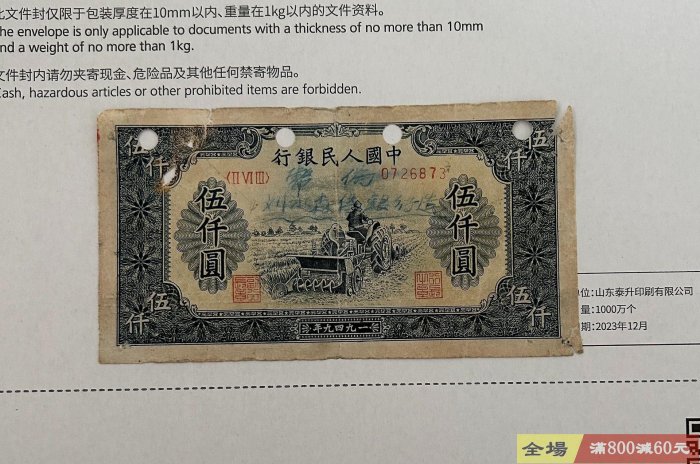 此文件封仅限于包装厚度在10mm以内、重量在1kg以内的文件资料。
The envelope is only applicable to documents with a thickness of no more than 10mm
and a weight of no more than 1kg.
文件封内请勿夹寄现金、危险品及其他任何禁寄物品。
Cash, hazardous articles or other prohibited items are forbidden.
伍仟
伍仟
行銀民人國中
〈ⅡⅥⅢ〉
0726873
伍仟圓
伍仟圓
伍仟
伍仟
年九四九一
单位:山东泰升印刷有限公司
量:1000万个
期:2023年12月
全場
滿800減60元